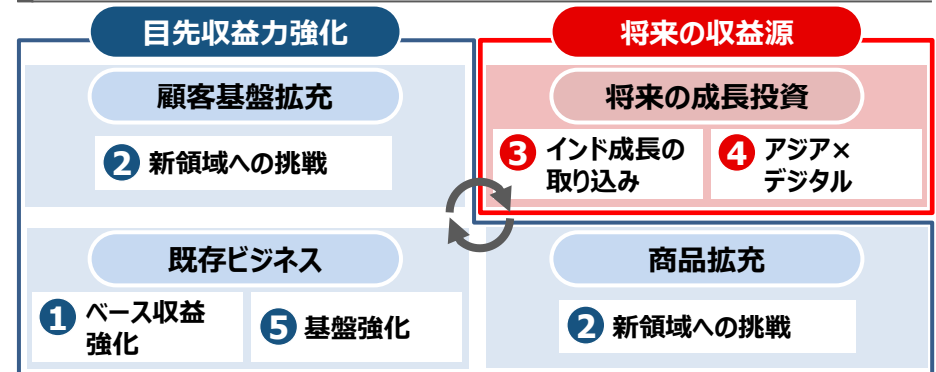 目先収益力強化
将来の収益源
顧客基盤拡充
2 新領域への挑戦
将来の成長投資
3 インド成長の
取り込み
4 アジア×
デジタル
既存ビジネス
1 ベース収益
強化
5 基盤強化
商品拡充
2 新領域への挑戦